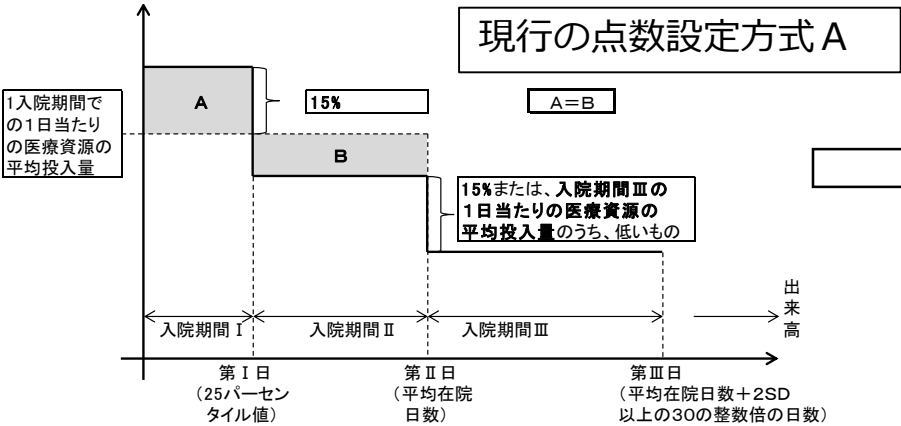 現行の点数設定方式A
1入院期間で
の1日当たり
の医療資源の
平均投入量
A
15%
A=B
B
15%または、入院期間Ⅲの
1日当たりの医療資源の
平均投入量のうち、低いもの
入院期間Ⅰ
入院期間Ⅱ
入院期間Ⅲ
出
来
高
第Ⅰ日
(25パーセン
タイル値)
第Ⅱ日
(平均在院
日数)
第Ⅲ日
(平均在院日数+2SD
以上の30の整数倍の日数)